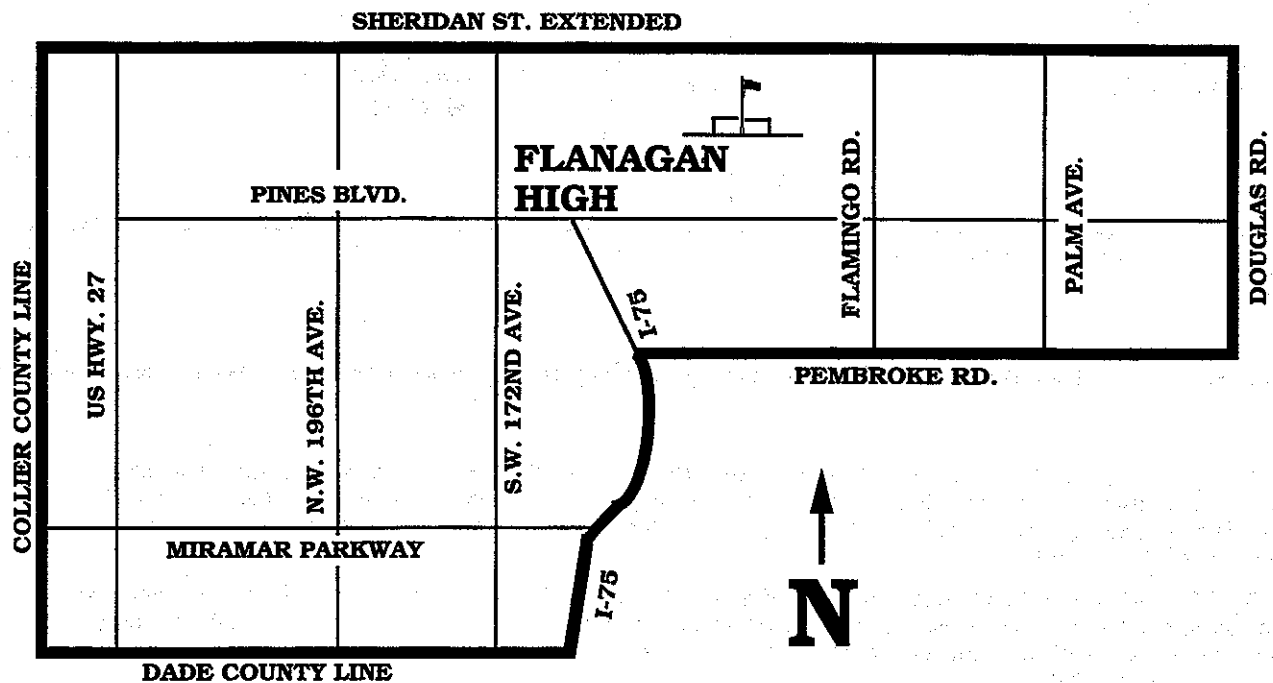 SHERIDAN ST. EXTENDED
FLANAGAN
HIGH
PINES BLVD.
FLAMINGO RD.
PALM AVE.
DOUGLAS RD.
COLLIER COUNTY LINE
US HWY. 27
N.W. 196TH AVE.
S.W. 172ND AVE.
I-75
PEMBROKE RD.
MIRAMAR PARKWAY
I-75
N
DADE COUNTY LINE